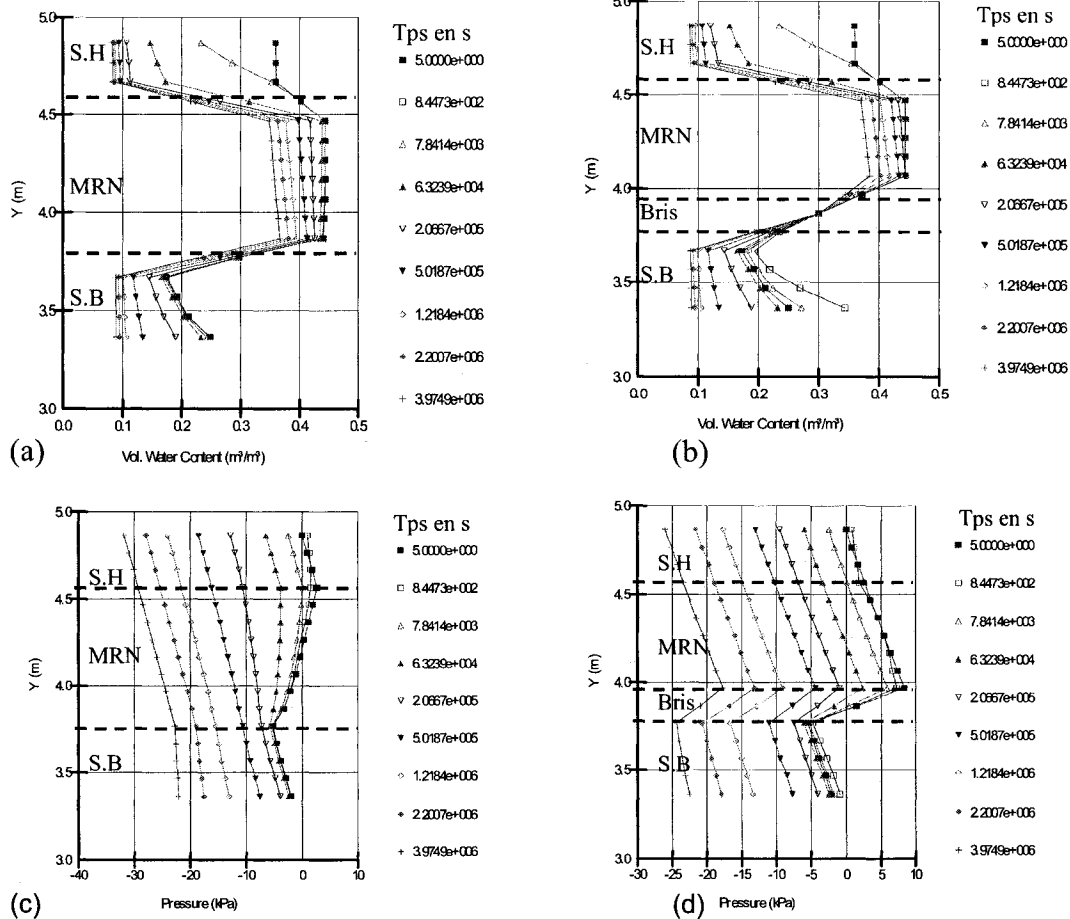 5.0
4.5
4.0
3.5
3.0
Y (m)
S.H
MRN
S.B
0.0 0.1 0.2 0.3 0.4 0.5
Vol. Water Content (m³/m³)
(a)
Tps en s
5.0000e+000
8.4473e+002
7.8414e+003
6.3239e+004
2.0667e+005
5.0187e+005
1.2184e+006
2.2007e+006
3.9749e+006
5.0
4.5
4.0
3.5
3.0
Y (m)
S.H
MRN
Bris
S.B
0.0 0.1 0.2 0.3 0.4 0.5
Vol. Water Content (m³/m³)
(b)
Tps en s
5.0000e+000
8.4473e+002
7.8414e+003
6.3239e+004
2.0667e+005
5.0187e+005
1.2184e+006
2.2007e+006
3.9749e+006
5.0
4.5
4.0
3.5
3.0
Y (m)
S.H
MRN
S.B
-40 -30 -20 -10 0 10
Pressure (kPa)
(c)
Tps en s
5.0000e+000
8.4473e+002
7.8414e+003
6.3239e+004
2.0667e+005
5.0187e+005
1.2184e+006
2.2007e+006
3.9749e+006
5.0
4.5
4.0
3.5
3.0
Y (m)
S.H
MRN
Bris
S.B
-30 -25 -20 -15 -10 -5 0 5 10
Pressure (kPa)
(d)
Tps en s
5.0000e+000
8.4473e+002
7.8414e+003
6.3239e+004
2.0667e+005
5.0187e+005
1.2184e+006
2.2007e+006
3.9749e+006